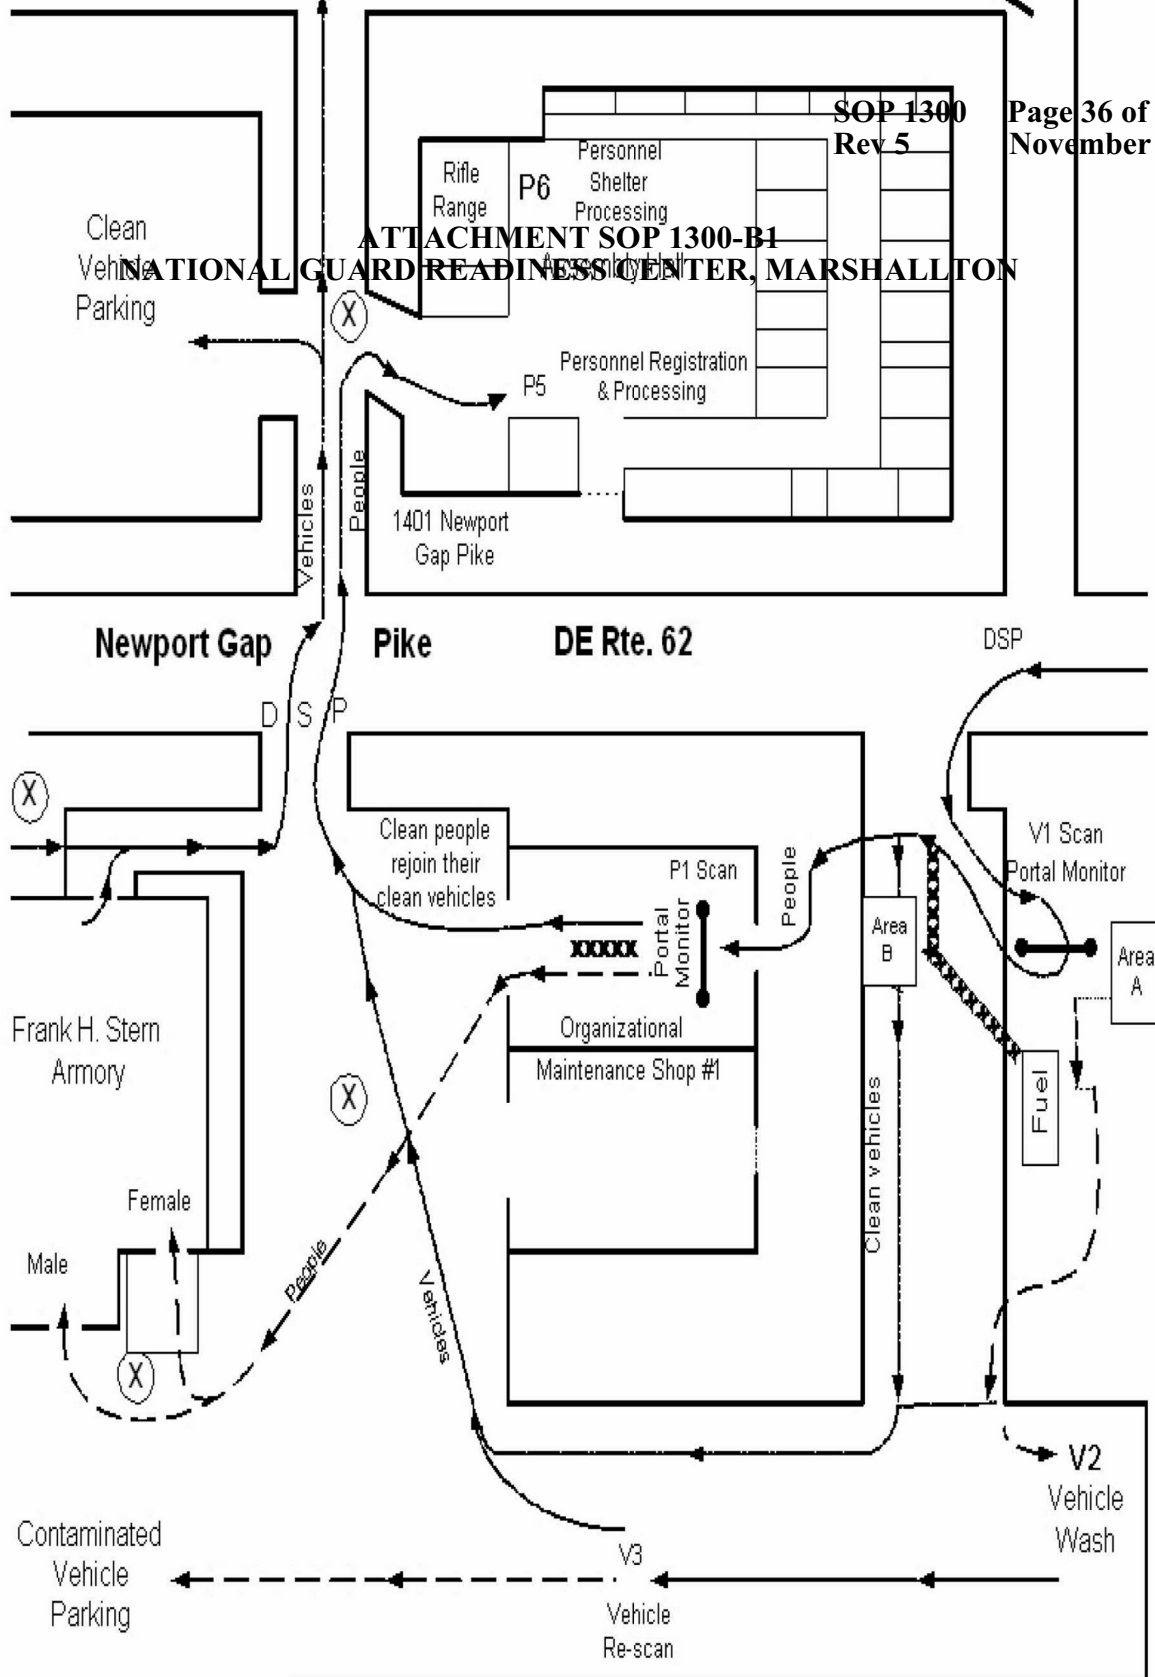 SOP 1300 Page 36 of
Rev 5 November
ATTACHMENT SOP 1300-B1
NATIONAL GUARD READINESS CENTER, MARSHALLTON
Clean
Vehicle
Parking
Rifle
Range
P6
Personnel
Shelter
Processing
Assembly Hall
X
Personnel Registration
& Processing
P5
Vehicles
People
1401 Newport
Gap Pike
Newport Gap Pike DE Rte. 62
DSP
D S P
X
Clean people
rejoin their
clean vehicles
P1 Scan
Portal
Monitor
People
V1 Scan
Portal Monitor
Area
B
Area
A
XXXXX
Organizational
Maintenance Shop #1
Frank H. Stern
Armory
X
Fuel
Clean vehicles
Female
Male
People
Vehicles
X
V2
Vehicle
Wash
Contaminated
Vehicle
Parking
V3
Vehicle
Re-scan